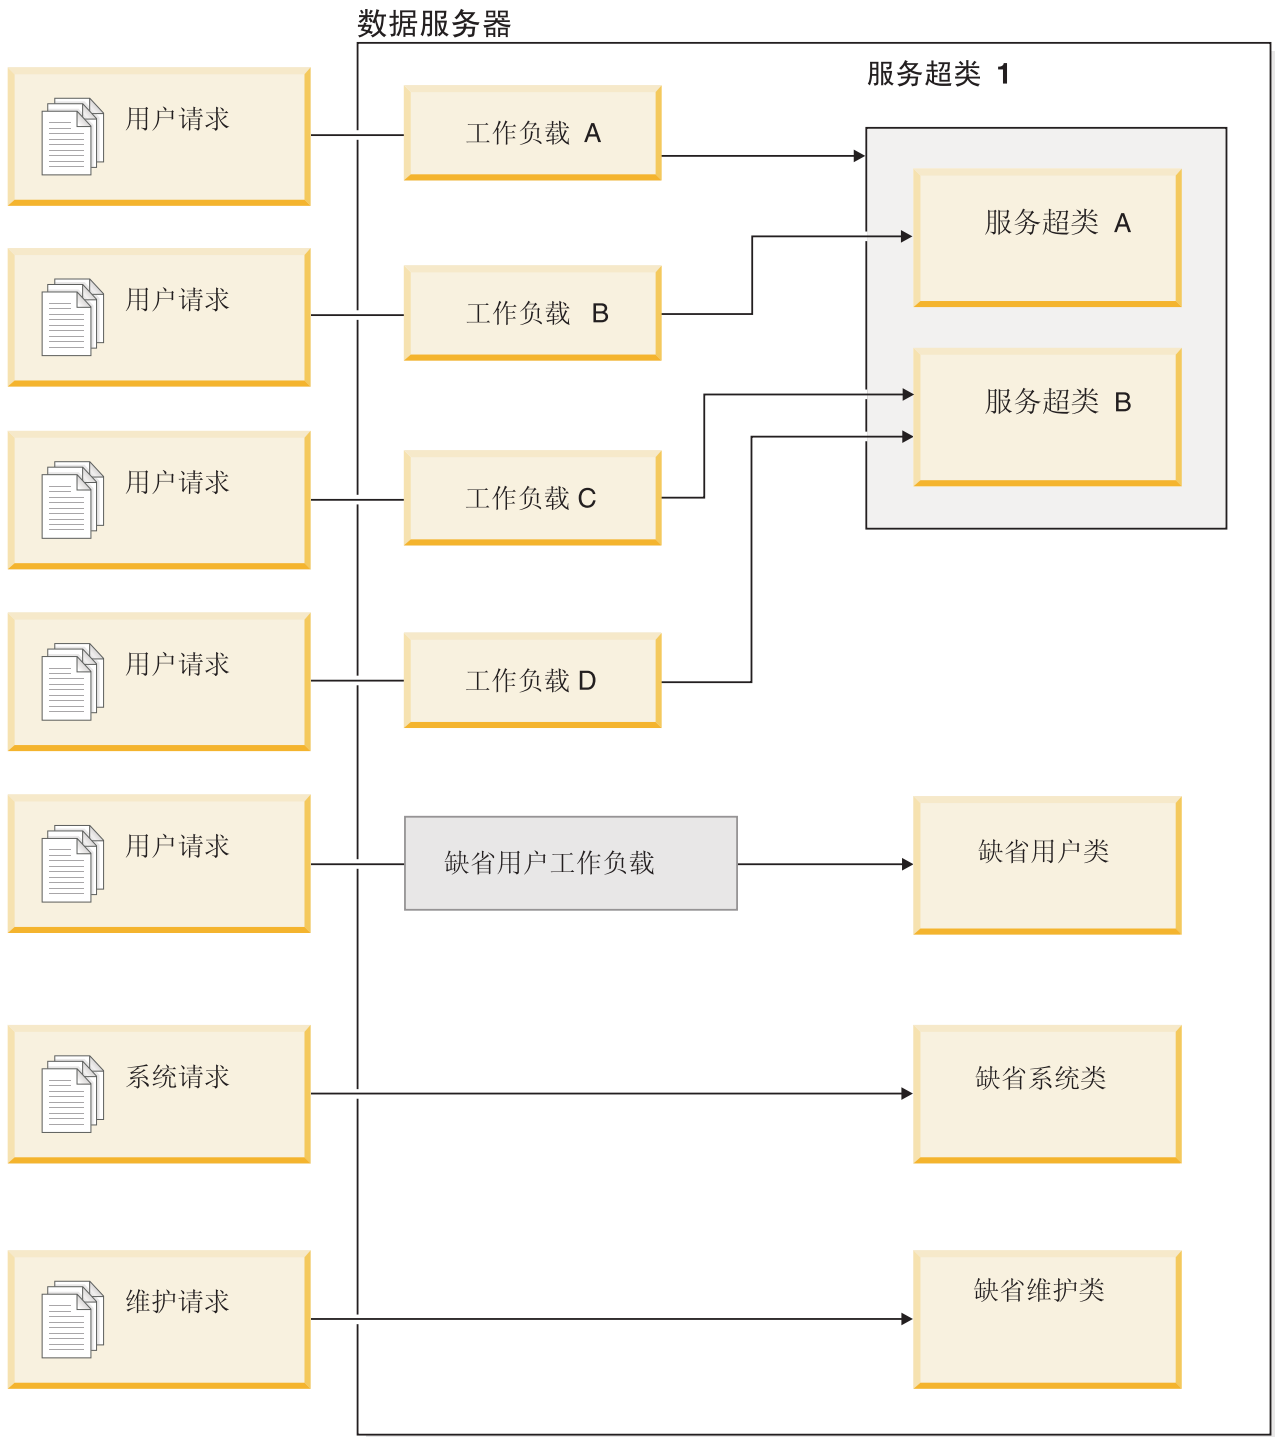 数据服务器
服务超类 1
用户请求
工作负载 A
服务超类 A
用户请求
工作负载 B
服务超类 B
用户请求
工作负载 C
用户请求
工作负载 D
用户请求
缺省用户工作负载
缺省用户类
系统请求
缺省系统类
维护请求
缺省维护类